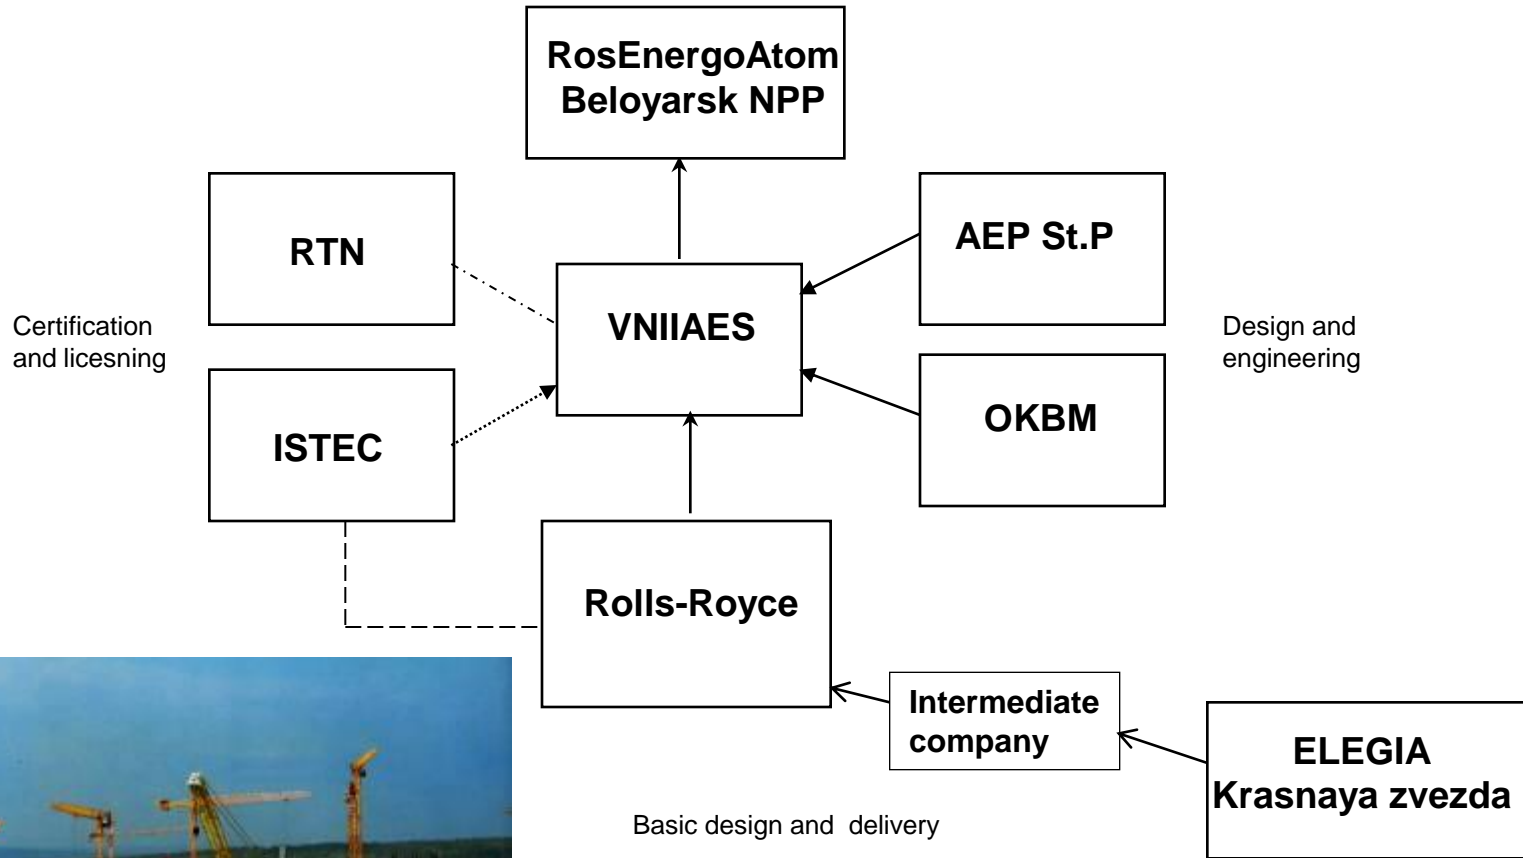 RosEnergoAtom
Beloyarsk NPP
RTN
AEP St.P
VNIIAES
Certification
and licesning
Design and
engineering
ISTEC
OKBM
Rolls-Royce
Intermediate
company
ELEGIA
Krasnaya zvezda
Basic design and  delivery